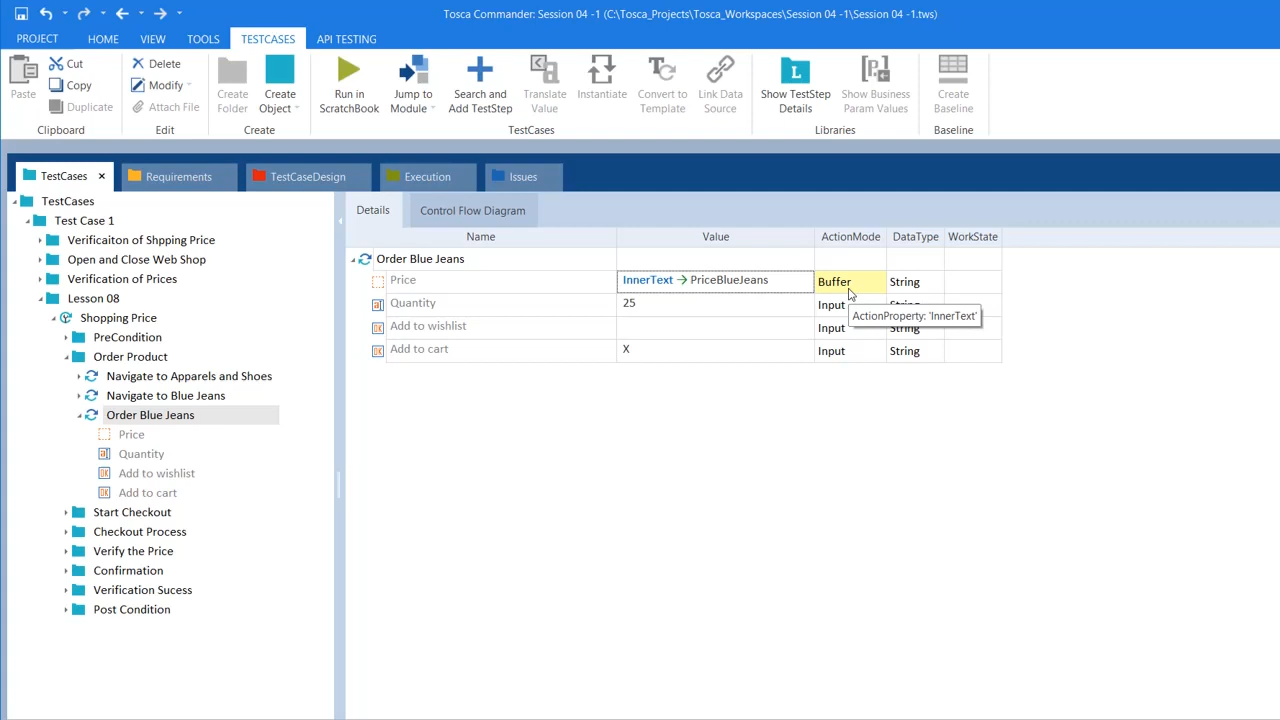 Tosca Commander: Session 04 -1 (C:\Tosca_Projects\Tosca_Workspaces\Session 04 -1\Session 04 -1.tws)
PROJECT HOME VIEW TOOLS TESTCASES API TESTING
Paste
Cut
Copy
Duplicate
Clipboard
Delete
Modify
Attach File
Edit
Create Folder
Create Object
Create
Run in ScratchBook
Jump to Module
Search and Add TestStep
Translate Value
Instantiate
Convert to Template
Link Data Source
TestCases
Show TestStep Details
Show Business Param Values
Libraries
Create Baseline
Baseline
TestCases x Requirements TestCaseDesign Execution Issues
TestCases
Test Case 1
Verificaiton of Shpping Price
Open and Close Web Shop
Verification of Prices
Lesson 08
Shopping Price
PreCondition
Order Product
Navigate to Apparels and Shoes
Navigate to Blue Jeans
Order Blue Jeans
Price
Quantity
Add to wishlist
Add to cart
Start Checkout
Checkout Process
Verify the Price
Confirmation
Verification Sucess
Post Condition
Details Control Flow Diagram
Name Value ActionMode DataType WorkState
Order Blue Jeans
Price InnerText → PriceBlueJeans Buffer String
Quantity 25 Input
ActionProperty: 'InnerText'
Add to wishlist Input String
Add to cart X Input String